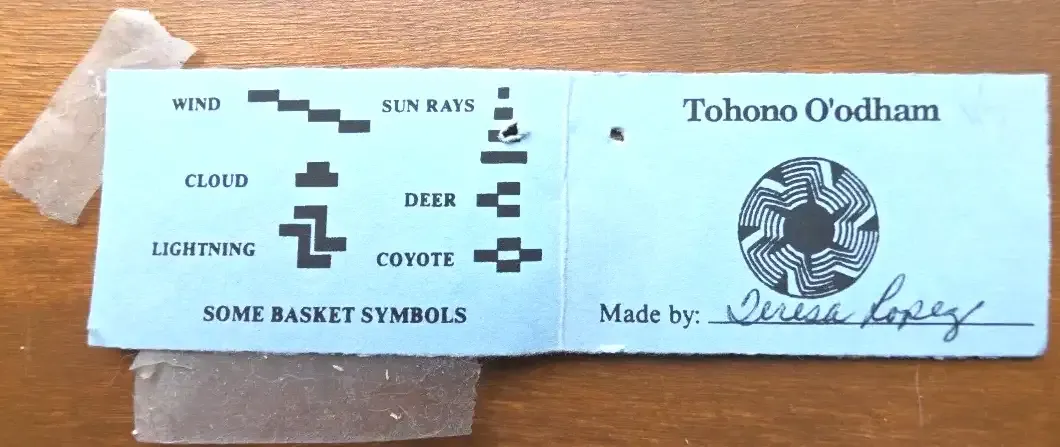 WIND
SUN RAYS
CLOUD
DEER
LIGHTNING
COYOTE
SOME BASKET SYMBOLS
Tohono O'odham
Made by: Teresa Lopez